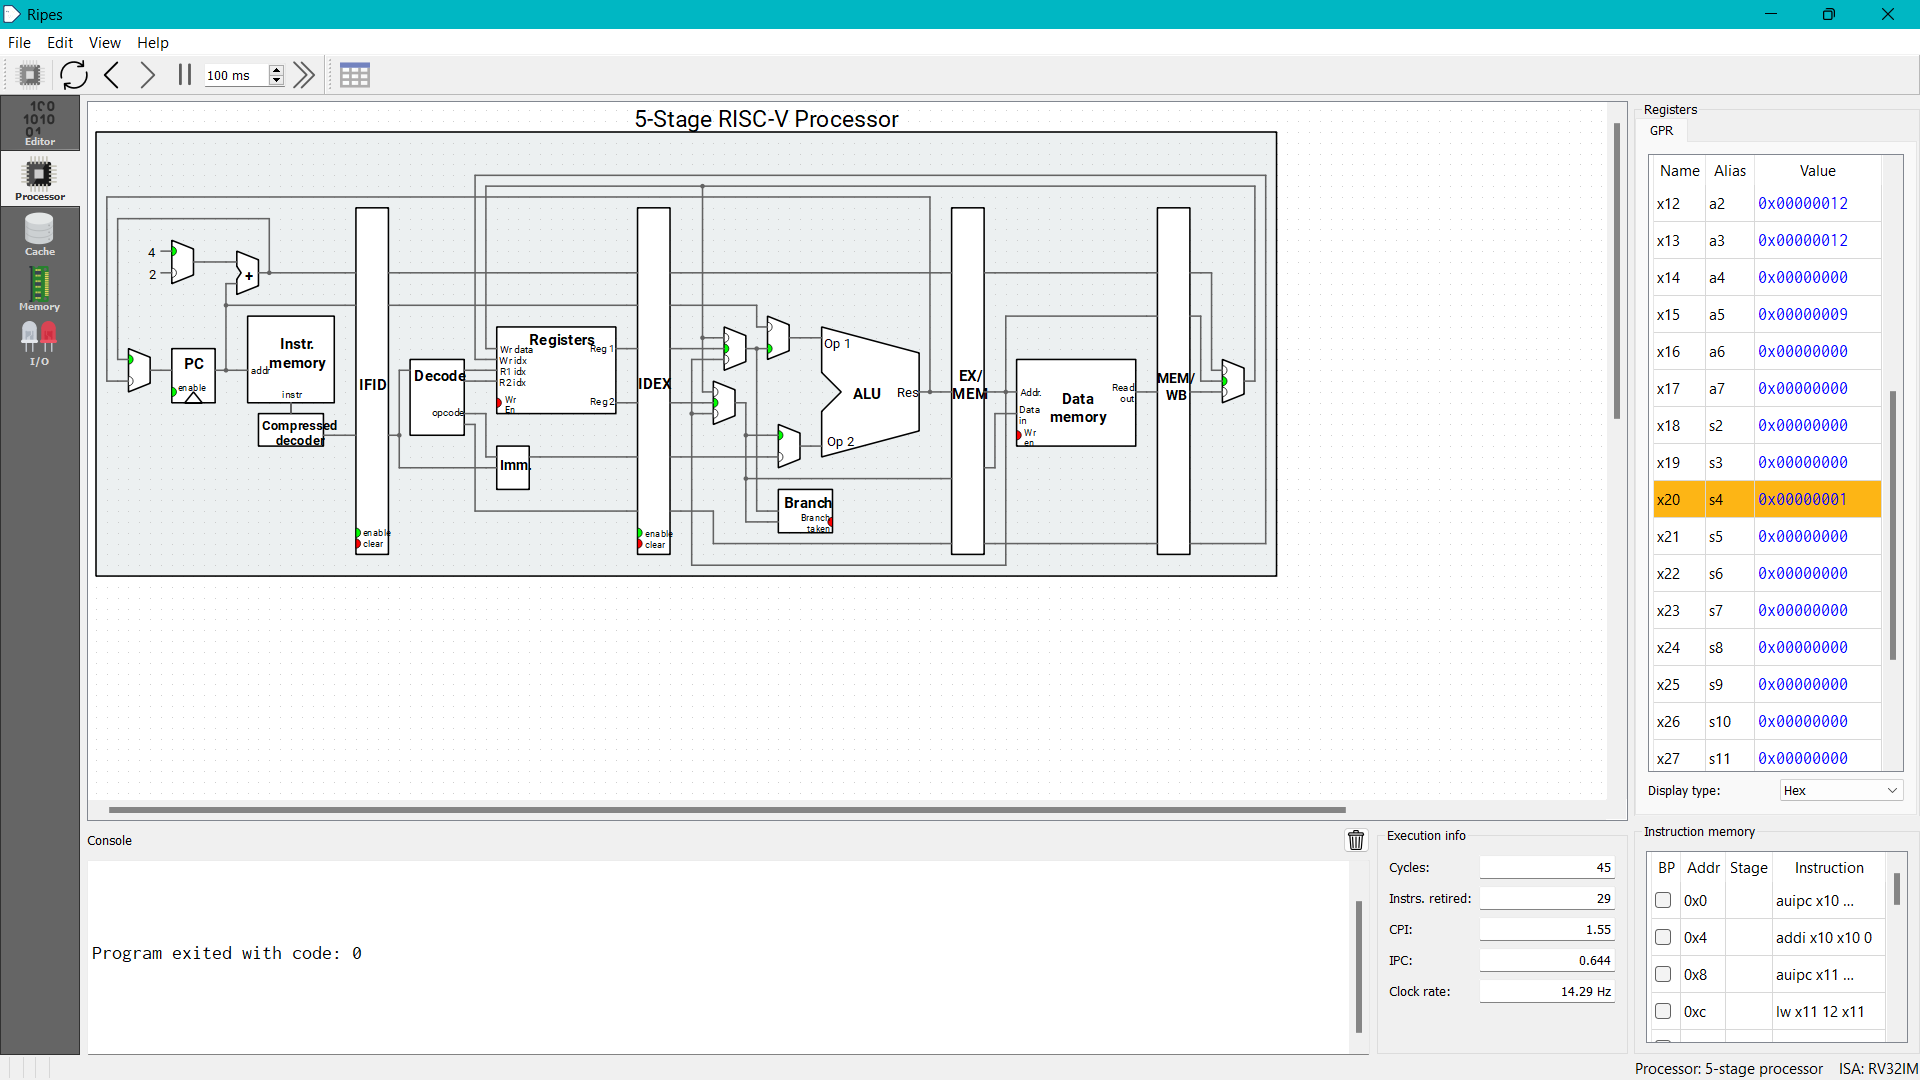 Ripes
File Edit View Help
100 ms
100
1010
01
Editor
Processor
Cache
Memory
I/O
5-Stage RISC-V Processor
4
2
PC
enable
Instr.
memory
addr
instr
Compressed
decoder
IFID
enable
clear
Decode
opcode
Registers
Wr data
Wr idx
R1 idx
R2 idx
Wr
En
Reg 1
Reg 2
Imm.
IDEX
enable
clear
Op 1
ALU
Res
Op 2
Branch
Branch
taken
EX/
MEM
Addr.
Data
in
Wr
en
Data
memory
Read
out
MEM/
WB
Registers
GPR
Name Alias Value
x12 a2 0x00000012
x13 a3 0x00000012
x14 a4 0x00000000
x15 a5 0x00000009
x16 a6 0x00000000
x17 a7 0x00000000
x18 s2 0x00000000
x19 s3 0x00000000
x20 s4 0x00000001
x21 s5 0x00000000
x22 s6 0x00000000
x23 s7 0x00000000
x24 s8 0x00000000
x25 s9 0x00000000
x26 s10 0x00000000
x27 s11 0x00000000
Display type: Hex
Console
Program exited with code: 0
Execution info
Cycles: 45
Instrs. retired: 29
CPI: 1.55
IPC: 0.644
Clock rate: 14.29 Hz
Instruction memory
BP Addr Stage Instruction
0x0 auipc x10 ...
0x4 addi x10 x10 0
0x8 auipc x11 ...
0xc lw x11 12 x11
Processor: 5-stage processor ISA: RV32IM